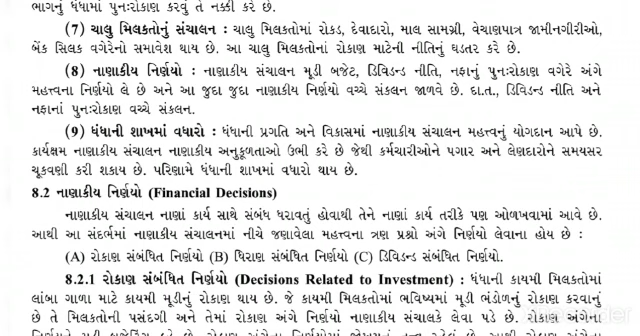 ભાગનું ધંધામાં પુનઃરોકાણ કરવું તે નક્કી કરે છે.
(7) ચાલુ મિલકતોનું સંચાલન : ચાલુ મિલકતોમાં રોકડ, દેવાદારો, માલ સામગ્રી, વેચાણપાત્ર જામીનગીરીઓ,
બેંક સિલક વગેરેનો સમાવેશ થાય છે. આ ચાલુ મિલકતોનાં રોકાણ માટેની નીતિનું ઘડતર કરે છે.
(8) નાણાકીય નિર્ણયો : નાણાકીય સંચાલન મૂડી બજેટ, ડિવિડન્ડ નીતિ, નફાનું પુનઃરોકાણ વગેરે અંગે
મહત્ત્વના નિર્ણયો લે છે અને આ જુદા જુદા નાણાકીય નિર્ણયો વચ્ચે સંકલન જાળવે છે. દા.ત., ડિવિડન્ડ નીતિ અને
નફાનાં પુનઃરોકાણ વચ્ચે સંકલન.
(9) ધંધાની શાખમાં વધારો : ધંધાની પ્રગતિ અને વિકાસમાં નાણાકીય સંચાલન મહત્ત્વનું યોગદાન આપે છે.
કાર્યક્ષમ નાણાકીય સંચાલન નાણાકીય અનુકૂળતાઓ ઉભી કરે છે જેથી કર્મચારીઓને પગાર અને લેણદારોને સમયસર
ચૂકવણી કરી શકાય છે. પરિણામે ધંધાની શાખમાં વધારો થાય છે.
8.2 નાણાકીય નિર્ણયો (Financial Decisions)
નાણાકીય સંચાલન નાણાં કાર્ય સાથે સંબંધ ધરાવતું હોવાથી તેને નાણાં કાર્ય તરીકે પણ ઓળખવામાં આવે છે.
આથી આ સંદર્ભમાં નાણાકીય સંચાલનમાં નીચે જણાવેલા મહત્વના ત્રણ પ્રશ્નો અંગે નિર્ણયો લેવાના હોય છે :
(A) રોકાણ સંબંધિત નિર્ણયો (B) ધિરાણ સંબંધિત નિર્ણયો (C) ડિવિડન્ડ સંબંધિત નિર્ણયો.
8.2.1 રોકાણ સંબંધિત નિર્ણયો (Decisions Related to Investment) : ધંધાની કાયમી મિલકતોમાં
લાંબા ગાળા માટે કાયમી મૂડીનું રોકાણ થાય છે. જે કાયમી મિલકતોમાં ભવિષ્યમાં મૂડી ભંડોળનું રોકાણ કરવાનું
છે તે મિલકતોની પસંદગી અને તેમાં રોકાણ અંગે નિર્ણયો નાણાકીય સંચાલકે લેવા પડે છે. રોકાણ અંગેના